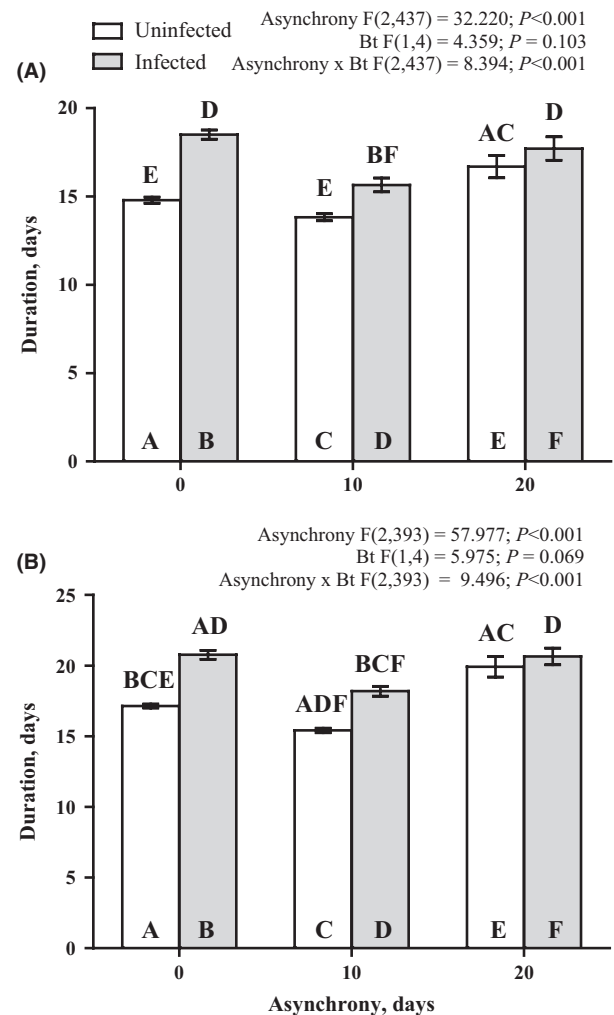 Uninfected
Infected
Asynchrony F(2,437) = 32.220; P<0.001
Bt F(1,4) = 4.359; P = 0.103
Asynchrony x Bt F(2,437) = 8.394; P<0.001
(A)
Duration, days
20
15
10
5
0
E D E BF AC D
A B C D E F
0 10 20
Asynchrony F(2,393) = 57.977; P<0.001
Bt F(1,4) = 5.975; P = 0.069
Asynchrony x Bt F(2,393) = 9.496; P<0.001
(B)
Duration, days
25
20
15
10
5
0
BCE AD ADF BCF AC D
A B C D E F
0 10 20
Asynchrony, days